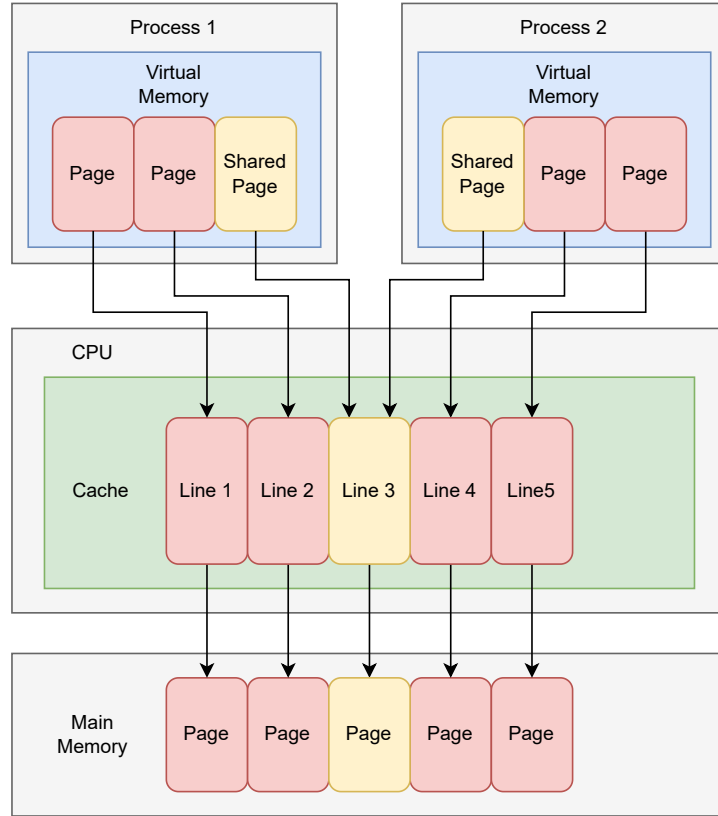 Process 1
Virtual
Memory
Page
Page
Shared
Page
Process 2
Virtual
Memory
Shared
Page
Page
Page
CPU
Cache
Line 1
Line 2
Line 3
Line 4
Line5
Main
Memory
Page
Page
Page
Page
Page